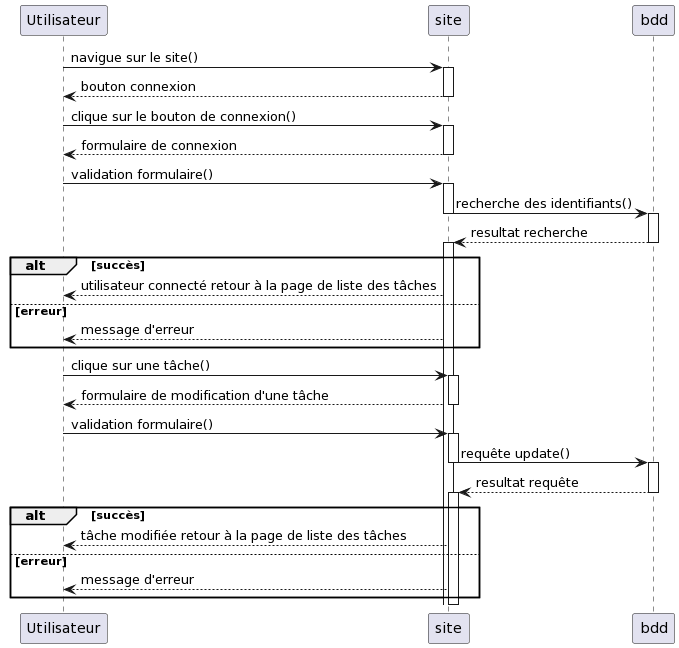 Utilisateur site bdd
navigue sur le site()
bouton connexion
clique sur le bouton de connexion()
formulaire de connexion
validation formulaire()
recherche des identifiants()
resultat recherche
alt [succès]
utilisateur connecté retour à la page de liste des tâches
[erreur]
message d'erreur
clique sur une tâche()
formulaire de modification d'une tâche
validation formulaire()
requête update()
resultat requête
alt [succès]
tâche modifiée retour à la page de liste des tâches
[erreur]
message d'erreur
Utilisateur site bdd